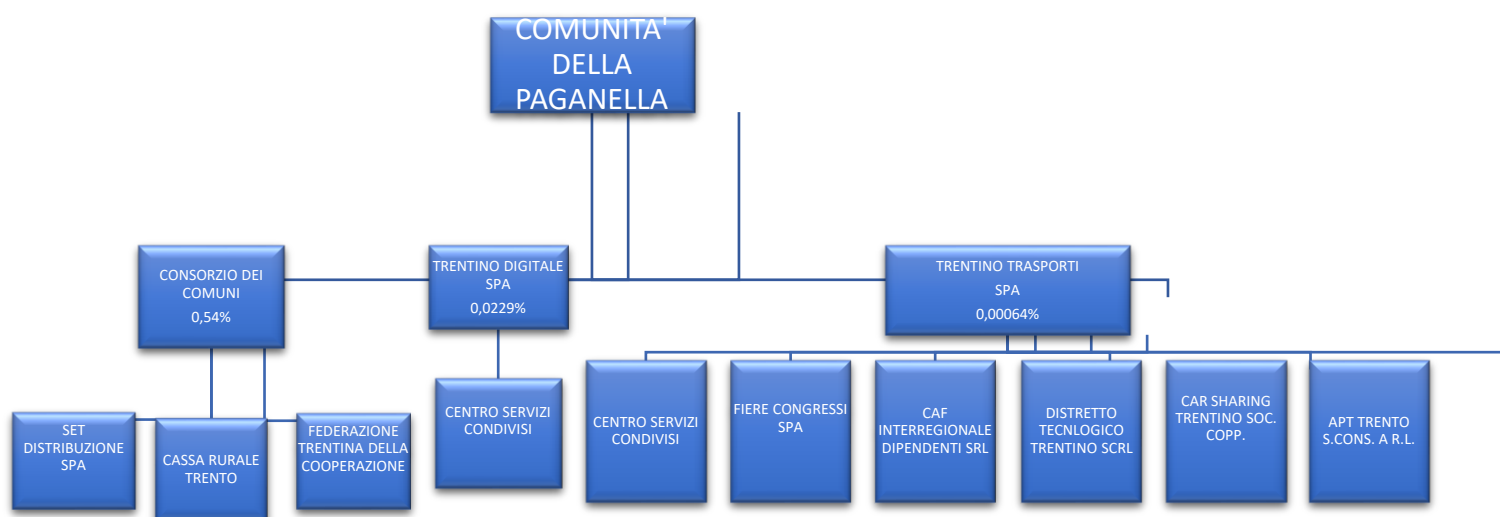 COMUNITA'
DELLA
PAGANELLA
CONSORZIO DEI
COMUNI
0,54%
TRENTINO DIGITALE
SPA
0,0229%
TRENTINO TRASPORTI
SPA
0,00064%
SET
DISTRIBUZIONE
SPA
CASSA RURALE
TRENTO
FEDERAZIONE
TRENTINA DELLA
COOPERAZIONE
CENTRO SERVIZI
CONDIVISI
CENTRO SERVIZI
CONDIVISI
FIERE CONGRESSI
SPA
CAF
INTERREGIONALE
DIPENDENTI SRL
DISTRETTO
TECNLOGICO
TRENTINO SCRL
CAR SHARING
TRENTINO SOC.
COPP.
APT TRENTO
S.CONS. A R.L.